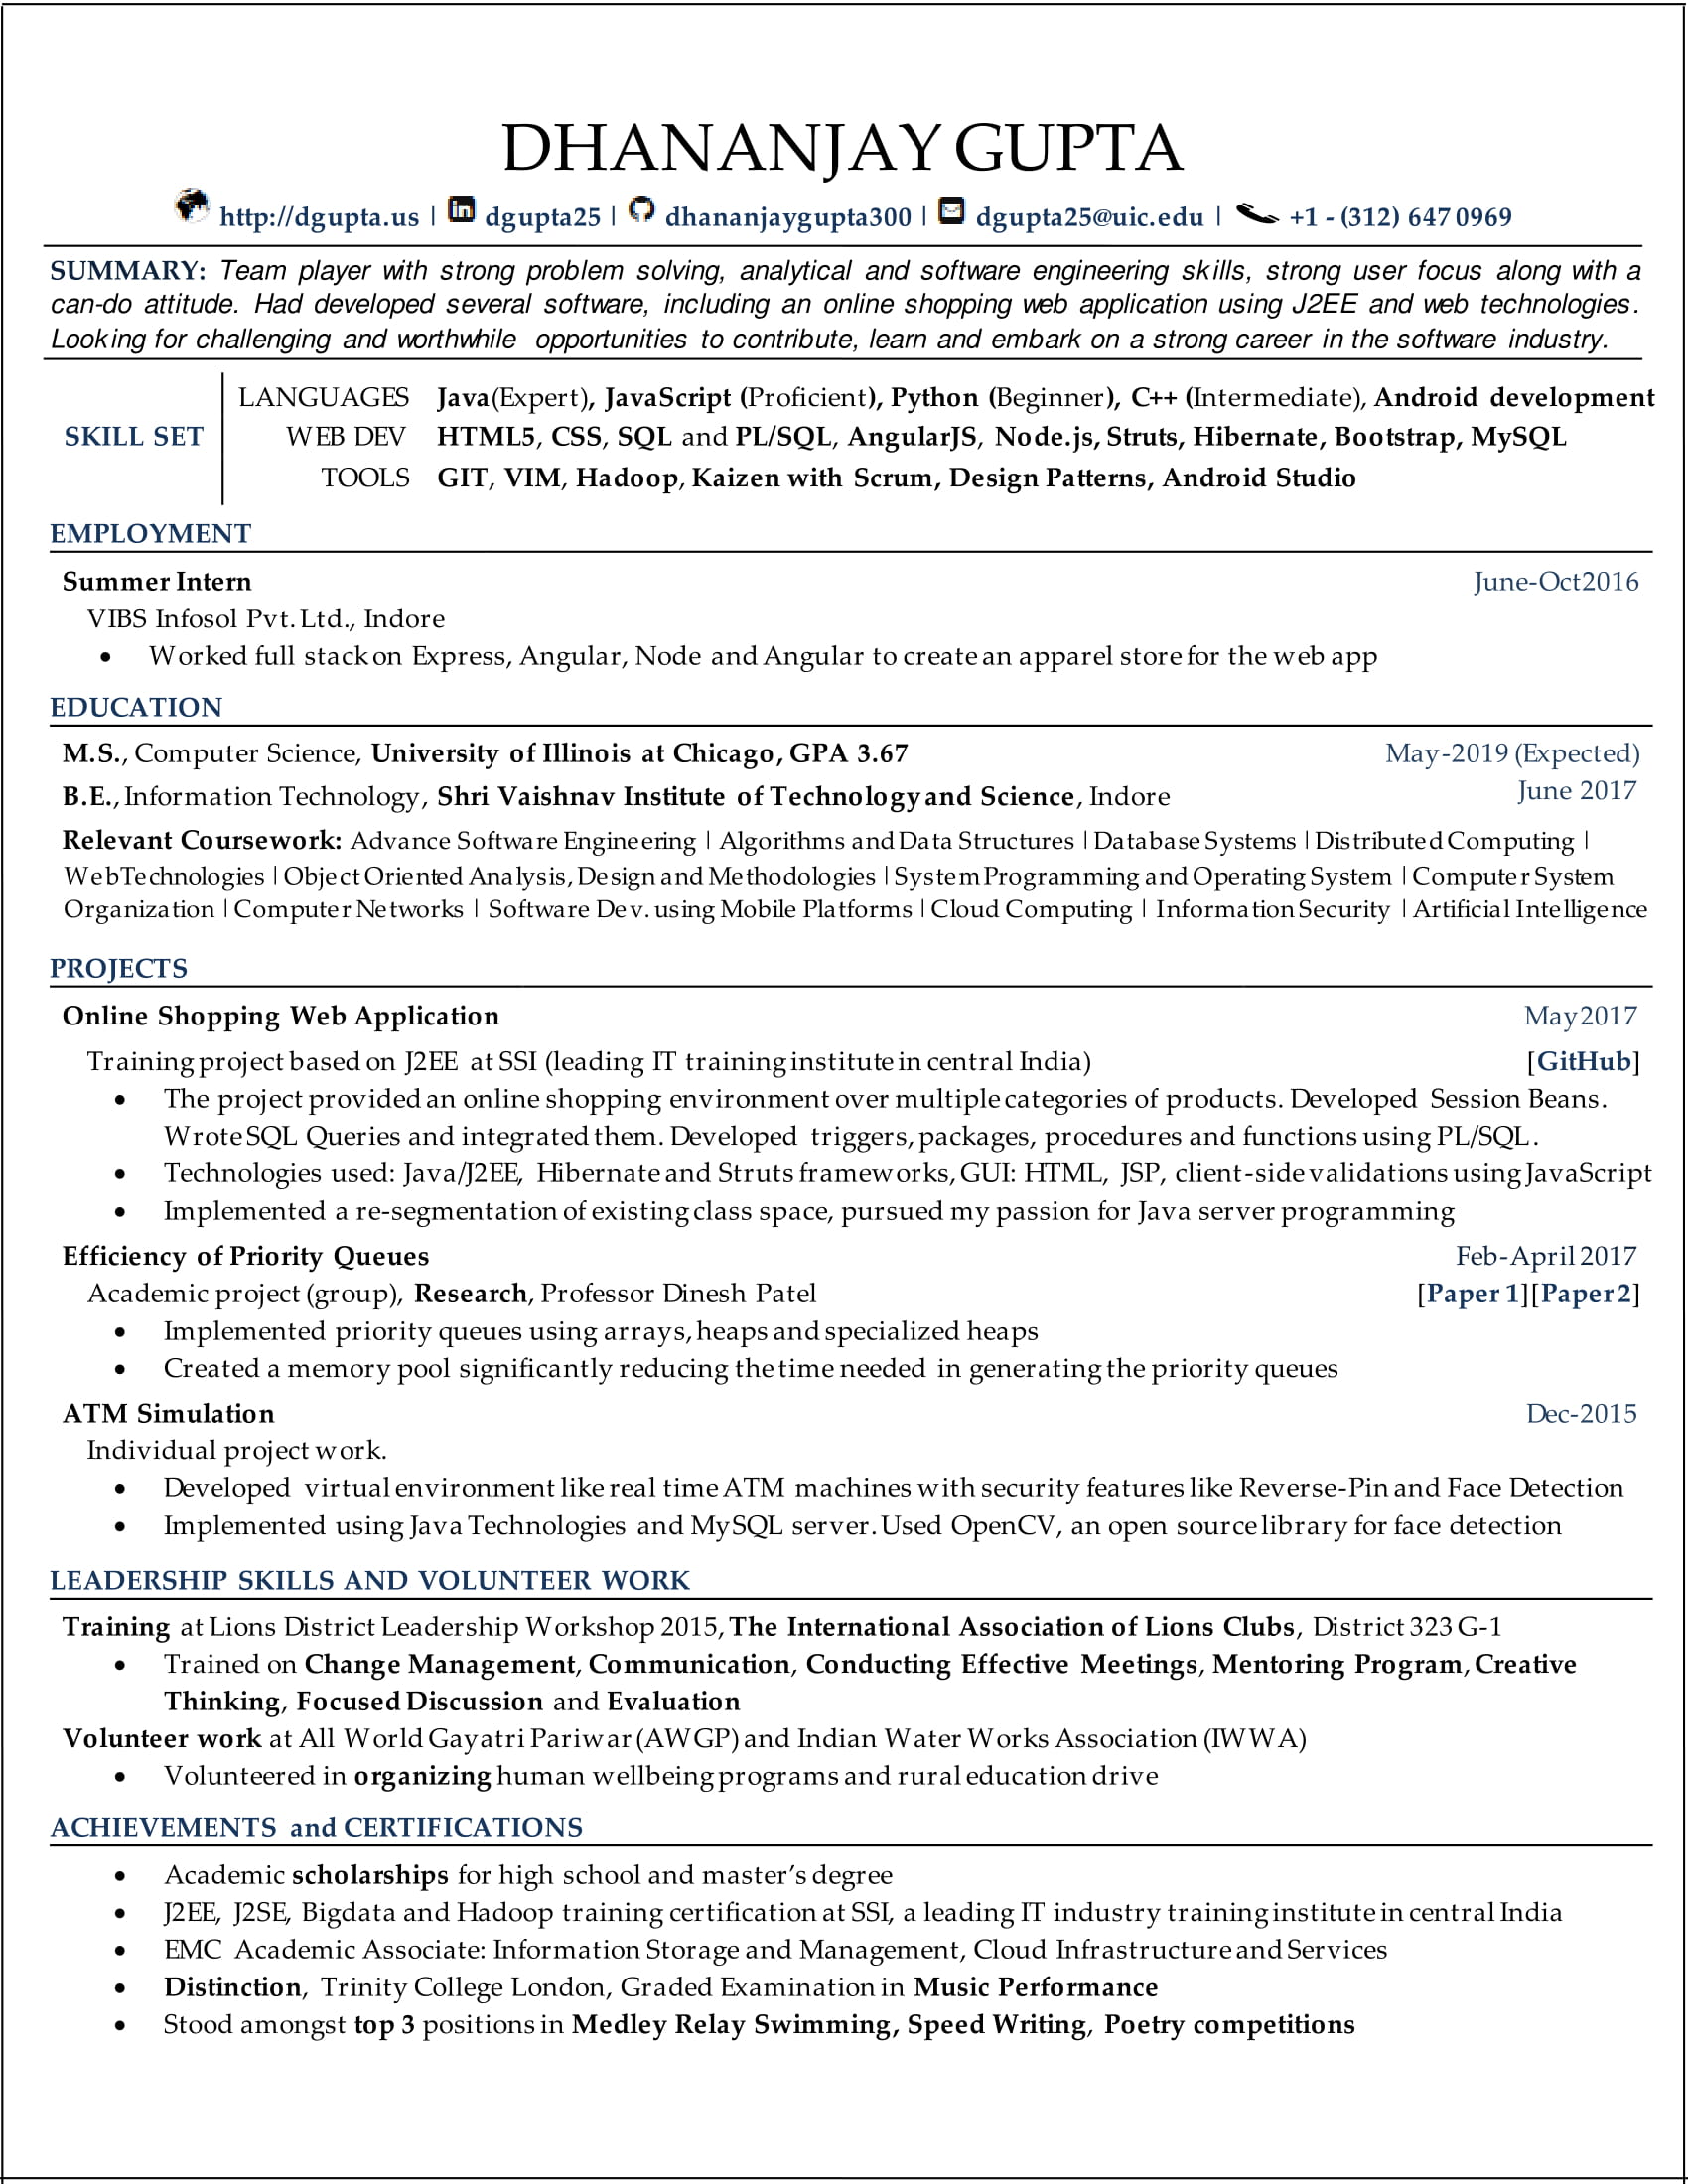 DHANANJAY GUPTA
http://dgupta.us | dgupta25 | dhananjaygupta300 | dgupta25@uic.edu | +1 - (312) 647 0969
SUMMARY: Team player with strong problem solving, analytical and software engineering skills, strong user focus along with a
can-do attitude. Had developed several software, including an online shopping web application using J2EE and web technologies.
Looking for challenging and worthwhile opportunities to contribute, learn and embark on a strong career in the software industry.
LANGUAGES Java(Expert), JavaScript (Proficient), Python (Beginner), C++ (Intermediate), Android development
SKILL SET WEB DEV HTML5, CSS, SQL and PL/SQL, AngularJS, Node.js, Struts, Hibernate, Bootstrap, MySQL
TOOLS GIT, VIM, Hadoop, Kaizen with Scrum, Design Patterns, Android Studio
EMPLOYMENT
Summer Intern June-Oct2016
VIBS Infosol Pvt. Ltd., Indore
• Worked full stack on Express, Angular, Node and Angular to create an apparel store for the web app
EDUCATION
M.S., Computer Science, University of Illinois at Chicago, GPA 3.67 May-2019 (Expected)
B.E., Information Technology, Shri Vaishnav Institute of Technology and Science, Indore June 2017
Relevant Coursework: Advance Software Engineering | Algorithms and Data Structures | Database Systems | Distributed Computing |
WebTechnologies | Object Oriented Analysis, Design and Methodologies | System Programming and Operating System | Computer System
Organization | Computer Networks | Software Dev. using Mobile Platforms | Cloud Computing | Information Security | Artificial Intelligence
PROJECTS
Online Shopping Web Application May 2017
Training project based on J2EE at SSI (leading IT training institute in central India) [GitHub]
• The project provided an online shopping environment over multiple categories of products. Developed Session Beans.
Wrote SQL Queries and integrated them. Developed triggers, packages, procedures and functions using PL/SQL.
• Technologies used: Java/J2EE, Hibernate and Struts frameworks, GUI: HTML, JSP, client-side validations using JavaScript
• Implemented a re-segmentation of existing class space, pursued my passion for Java server programming
Efficiency of Priority Queues Feb-April 2017
Academic project (group), Research, Professor Dinesh Patel [Paper 1][Paper 2]
• Implemented priority queues using arrays, heaps and specialized heaps
• Created a memory pool significantly reducing the time needed in generating the priority queues
ATM Simulation Dec-2015
Individual project work.
• Developed virtual environment like real time ATM machines with security features like Reverse-Pin and Face Detection
• Implemented using Java Technologies and MySQL server. Used OpenCV, an open source library for face detection
LEADERSHIP SKILLS AND VOLUNTEER WORK
Training at Lions District Leadership Workshop 2015, The International Association of Lions Clubs, District 323 G-1
• Trained on Change Management, Communication, Conducting Effective Meetings, Mentoring Program, Creative
Thinking, Focused Discussion and Evaluation
Volunteer work at All World Gayatri Pariwar (AWGP) and Indian Water Works Association (IWWA)
• Volunteered in organizing human wellbeing programs and rural education drive
ACHIEVEMENTS and CERTIFICATIONS
• Academic scholarships for high school and master's degree
• J2EE, J2SE, Bigdata and Hadoop training certification at SSI, a leading IT industry training institute in central India
• EMC Academic Associate: Information Storage and Management, Cloud Infrastructure and Services
• Distinction, Trinity College London, Graded Examination in Music Performance
• Stood amongst top 3 positions in Medley Relay Swimming, Speed Writing, Poetry competitions